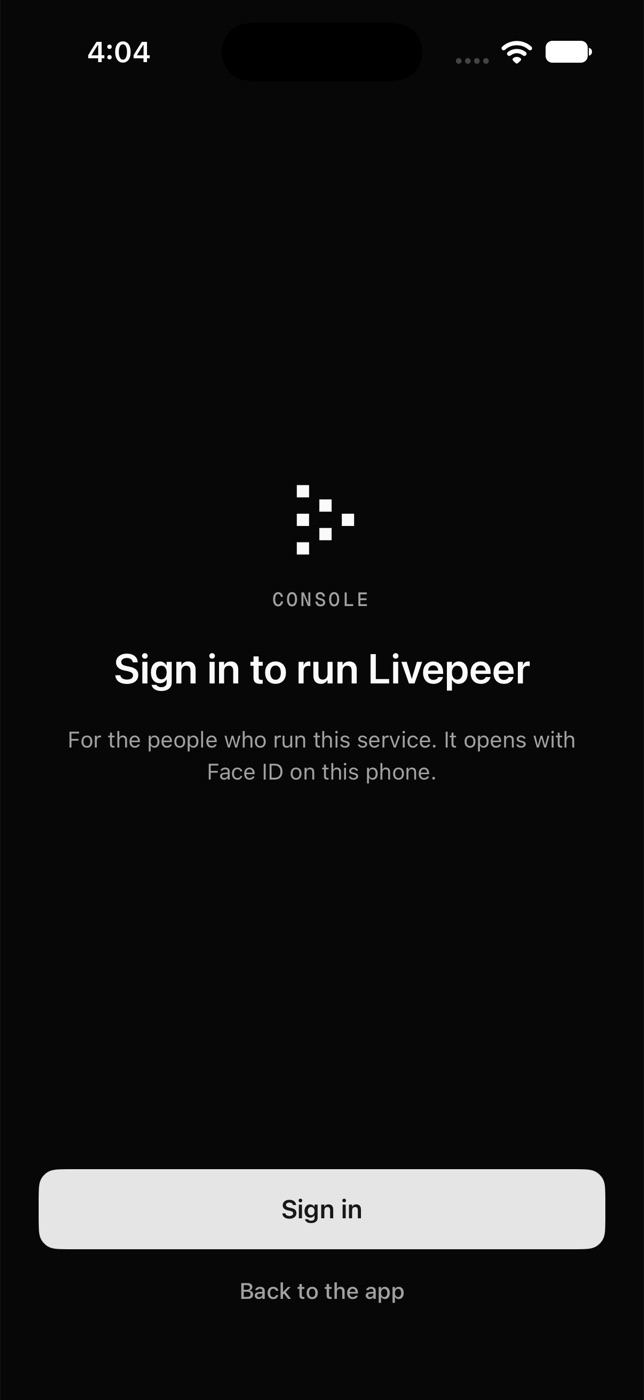 4:04
CONSOLE
Sign in to run Livepeer
For the people who run this service. It opens with
Face ID on this phone.
Sign in
Back to the app